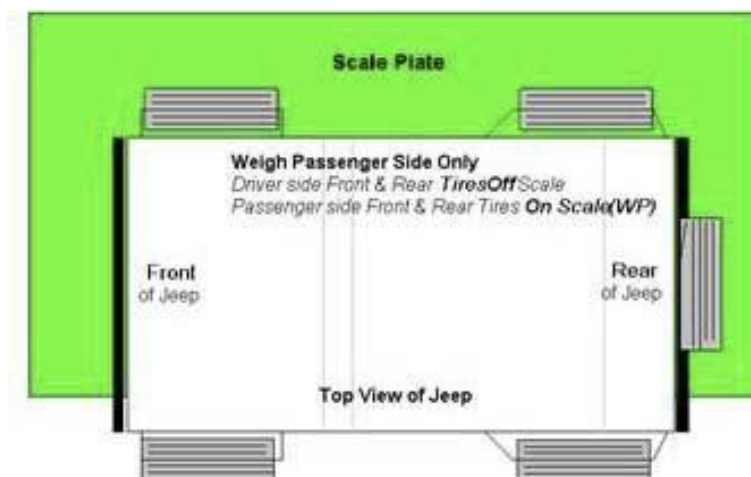 Scale Plate
Weigh Passenger Side Only
Driver side Front & Rear TiresOff Scale
Passenger side Front & Rear Tires On Scale(WP)
Front
of Jeep
Rear
of Jeep
Top View of Jeep